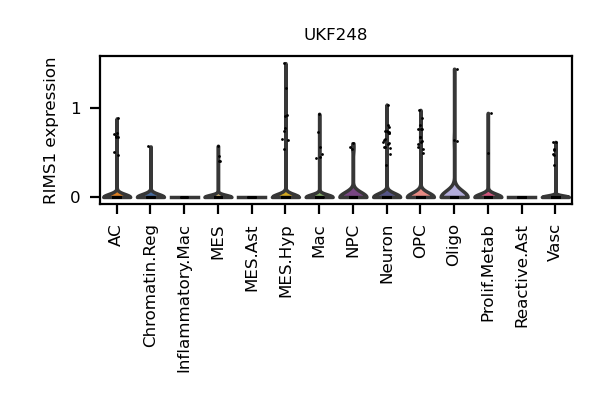 UKF248
RIMS1 expression
1
0
AC
Chromatin.Reg
Inflammatory.Mac
MES
MES.Ast
MES.Hyp
Mac
NPC
Neuron
OPC
Oligo
Prolif.Metab
Reactive.Ast
Vasc